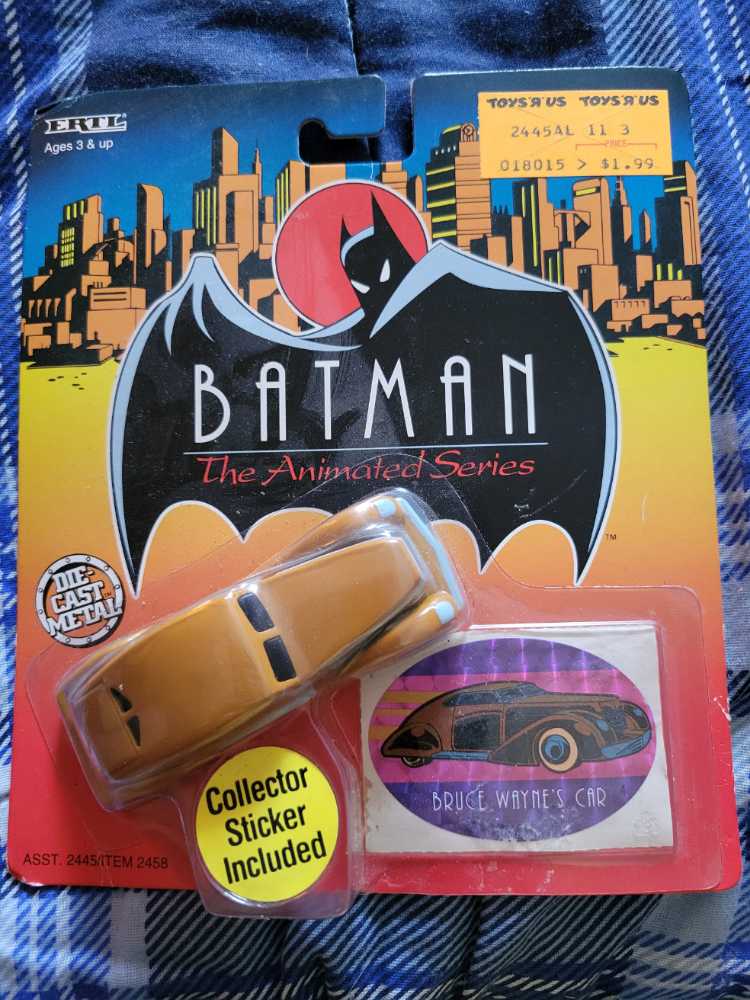 ERTL
Ages 3 & up
TOYS "R" US TOYS "R" US
2445AL 11 3
PRICE
018015 > $1.99
BATMAN
The Animated Series
TM
DIE-
CAST TM
METAL
BRUCE WAYNE'S CAR
Collector
Sticker
Included
ASST. 2445/ITEM 2458